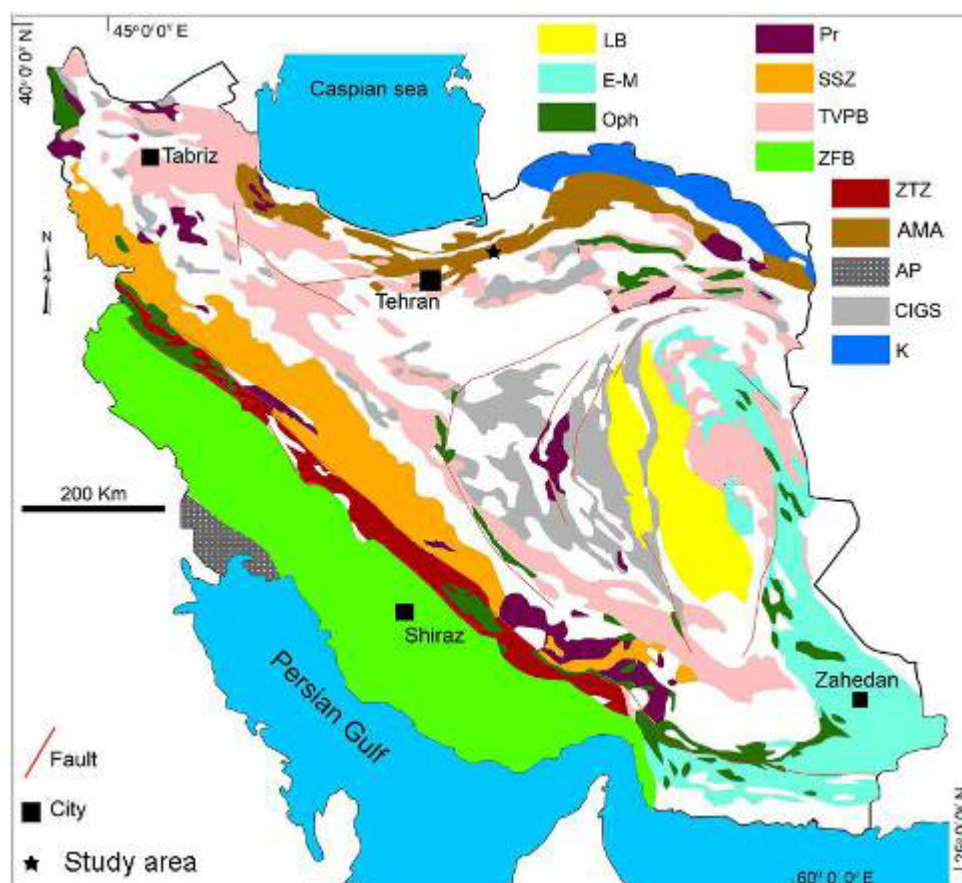 45° 0′ 0″ E
40° 0′ 0″ N
Caspian sea
LB
E-M
Oph
Pr
SSZ
TVPB
ZFB
ZTZ
AMA
AP
CIGS
K
Tabriz
N
Tehran
200 Km
Shiraz
Persian Gulf
Zahedan
Fault
City
Study area
60° 0′ 0″ E